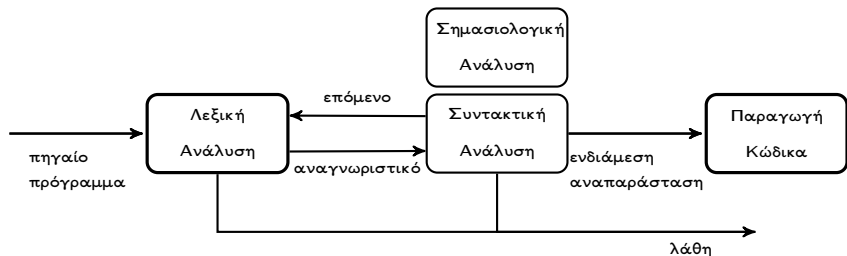 Σημασιολογική
Ανάλυση
επόμενο
Λεξική
Ανάλυση
Συντακτική
Ανάλυση
Παραγωγή
Κώδικα
πηγαίο
πρόγραμμα
αναγνωριστικό
ενδιάμεση
αναπαράσταση
λάθη